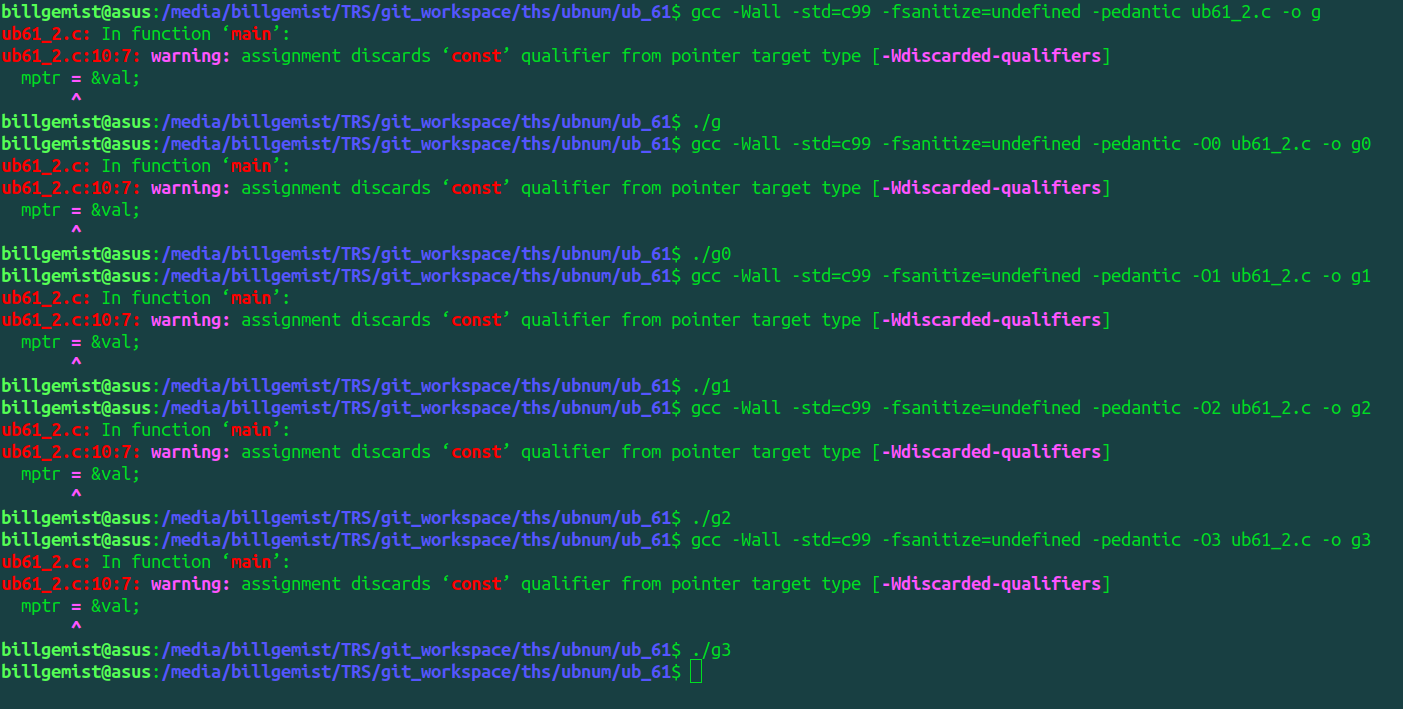 billgemist@asus:/media/billgemist/TRS/git_workspace/ths/ubnum/ub_61$ gcc -Wall -std=c99 -fsanitize=undefined -pedantic ub61_2.c -o g
ub61_2.c: In function ‘main’:
ub61_2.c:10:7: warning: assignment discards ‘const’ qualifier from pointer target type [-Wdiscarded-qualifiers]
  mptr = &val;
       ^
billgemist@asus:/media/billgemist/TRS/git_workspace/ths/ubnum/ub_61$ ./g
billgemist@asus:/media/billgemist/TRS/git_workspace/ths/ubnum/ub_61$ gcc -Wall -std=c99 -fsanitize=undefined -pedantic -O0 ub61_2.c -o g0
ub61_2.c: In function ‘main’:
ub61_2.c:10:7: warning: assignment discards ‘const’ qualifier from pointer target type [-Wdiscarded-qualifiers]
  mptr = &val;
       ^
billgemist@asus:/media/billgemist/TRS/git_workspace/ths/ubnum/ub_61$ ./g0
billgemist@asus:/media/billgemist/TRS/git_workspace/ths/ubnum/ub_61$ gcc -Wall -std=c99 -fsanitize=undefined -pedantic -O1 ub61_2.c -o g1
ub61_2.c: In function ‘main’:
ub61_2.c:10:7: warning: assignment discards ‘const’ qualifier from pointer target type [-Wdiscarded-qualifiers]
  mptr = &val;
       ^
billgemist@asus:/media/billgemist/TRS/git_workspace/ths/ubnum/ub_61$ ./g1
billgemist@asus:/media/billgemist/TRS/git_workspace/ths/ubnum/ub_61$ gcc -Wall -std=c99 -fsanitize=undefined -pedantic -O2 ub61_2.c -o g2
ub61_2.c: In function ‘main’:
ub61_2.c:10:7: warning: assignment discards ‘const’ qualifier from pointer target type [-Wdiscarded-qualifiers]
  mptr = &val;
       ^
billgemist@asus:/media/billgemist/TRS/git_workspace/ths/ubnum/ub_61$ ./g2
billgemist@asus:/media/billgemist/TRS/git_workspace/ths/ubnum/ub_61$ gcc -Wall -std=c99 -fsanitize=undefined -pedantic -O3 ub61_2.c -o g3
ub61_2.c: In function ‘main’:
ub61_2.c:10:7: warning: assignment discards ‘const’ qualifier from pointer target type [-Wdiscarded-qualifiers]
  mptr = &val;
       ^
billgemist@asus:/media/billgemist/TRS/git_workspace/ths/ubnum/ub_61$ ./g3
billgemist@asus:/media/billgemist/TRS/git_workspace/ths/ubnum/ub_61$